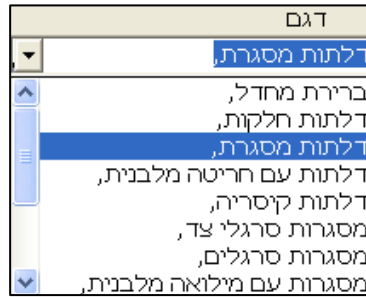 דגם
דלתות מסגרת,
ברירת מחדל,
דלתות חלקות,
דלתות מסגרת,
דלתות עם חריטה מלבנית,
דלתות קיסריה,
מסגרות סרגלי צד,
מסגרות סרגלים,
מסגרות עם מילואה מלבנית,